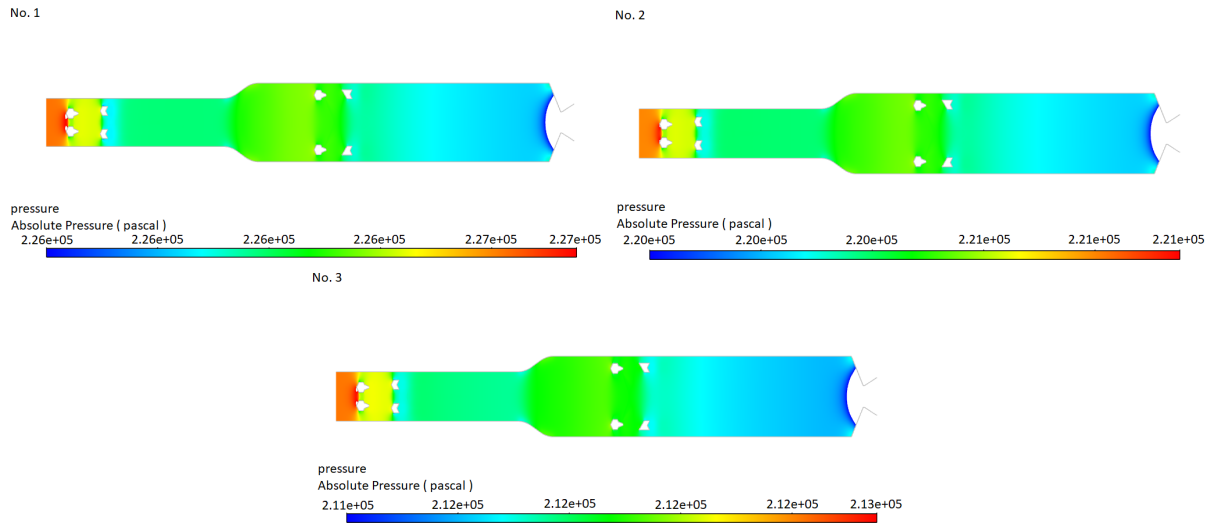 No. 1
pressure
Absolute Pressure ( pascal )
2.26e+05 2.26e+05 2.26e+05 2.26e+05 2.27e+05 2.27e+05
No. 2
pressure
Absolute Pressure ( pascal )
2.20e+05 2.20e+05 2.20e+05 2.21e+05 2.21e+05 2.21e+05
No. 3
pressure
Absolute Pressure ( pascal )
2.11e+05 2.12e+05 2.12e+05 2.12e+05 2.12e+05 2.13e+05